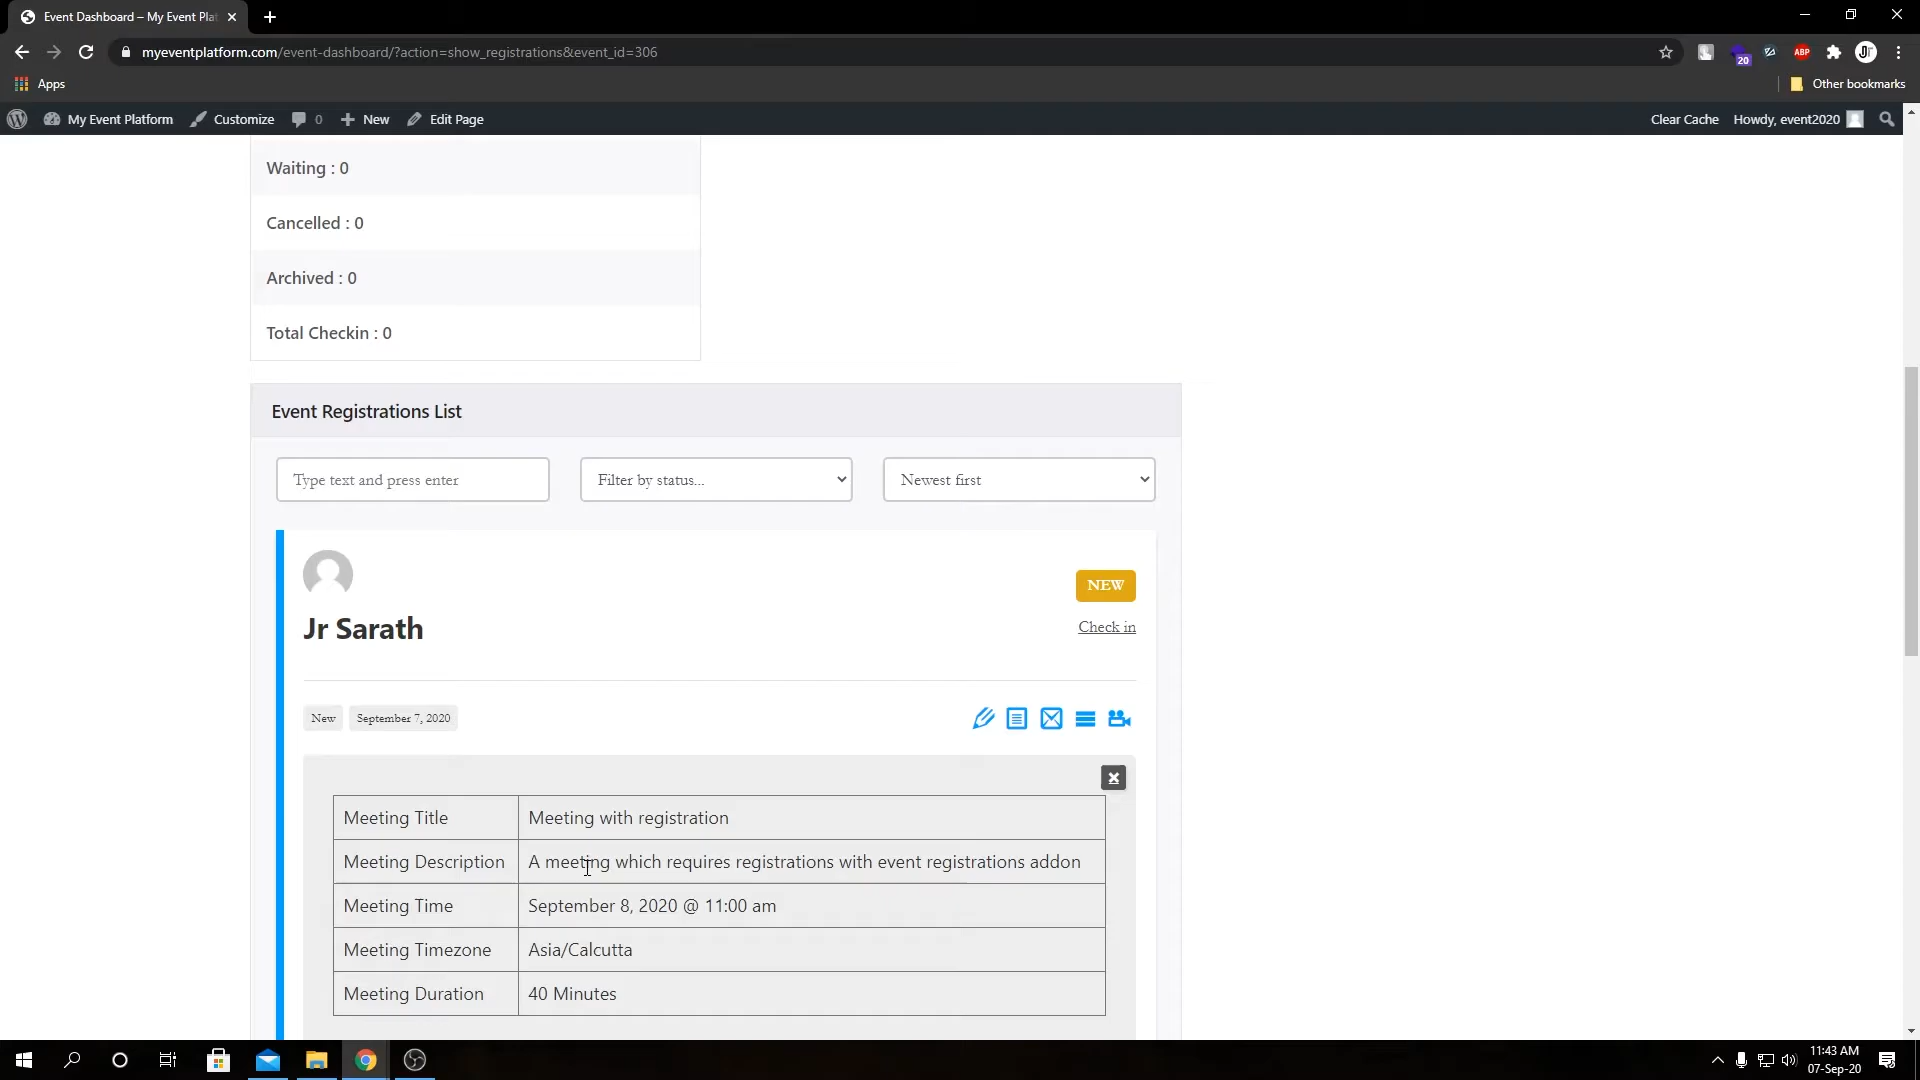 Event Dashboard – My Event Pla
myeventplatform.com/event-dashboard/?action=show_registrations&event_id=306
20
ABP
JT
Apps
Other bookmarks
My Event Platform
Customize
0
New
Edit Page
Clear Cache
Howdy, event2020
Waiting : 0
Cancelled : 0
Archived : 0
Total Checkin : 0
Event Registrations List
Type text and press enter
Filter by status...
Newest first
NEW
Jr Sarath
Check in
New
September 7, 2020
Meeting Title
Meeting with registration
Meeting Description
A meeting which requires registrations with event registrations addon
Meeting Time
September 8, 2020 @ 11:00 am
Meeting Timezone
Asia/Calcutta
Meeting Duration
40 Minutes
11:43 AM
07-Sep-20